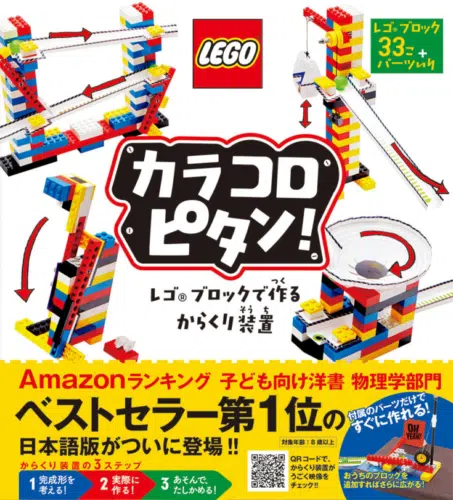 LEGO
レゴ®ブロック
33こ+
パーツいり
カラコロ
ピタン!
レゴ®ブロックで作る
つく
からくり装置
そうち
Amazonランキング 子ども向け洋書 物理学部門
ベストセラー第1位の
日本語版がついに登場!!
からくり装置の3ステップ
1 完成形を考える!
2 実際に作る!
3 あそんで、たしかめる!
対象年齢:8歳以上
QRコードで、
からくり装置が
うごく映像を
チェック!!
付属のパーツだけで
すぐに作れる!
OH YEAH!
おうちのブロックを
追加すればさらに広がる!